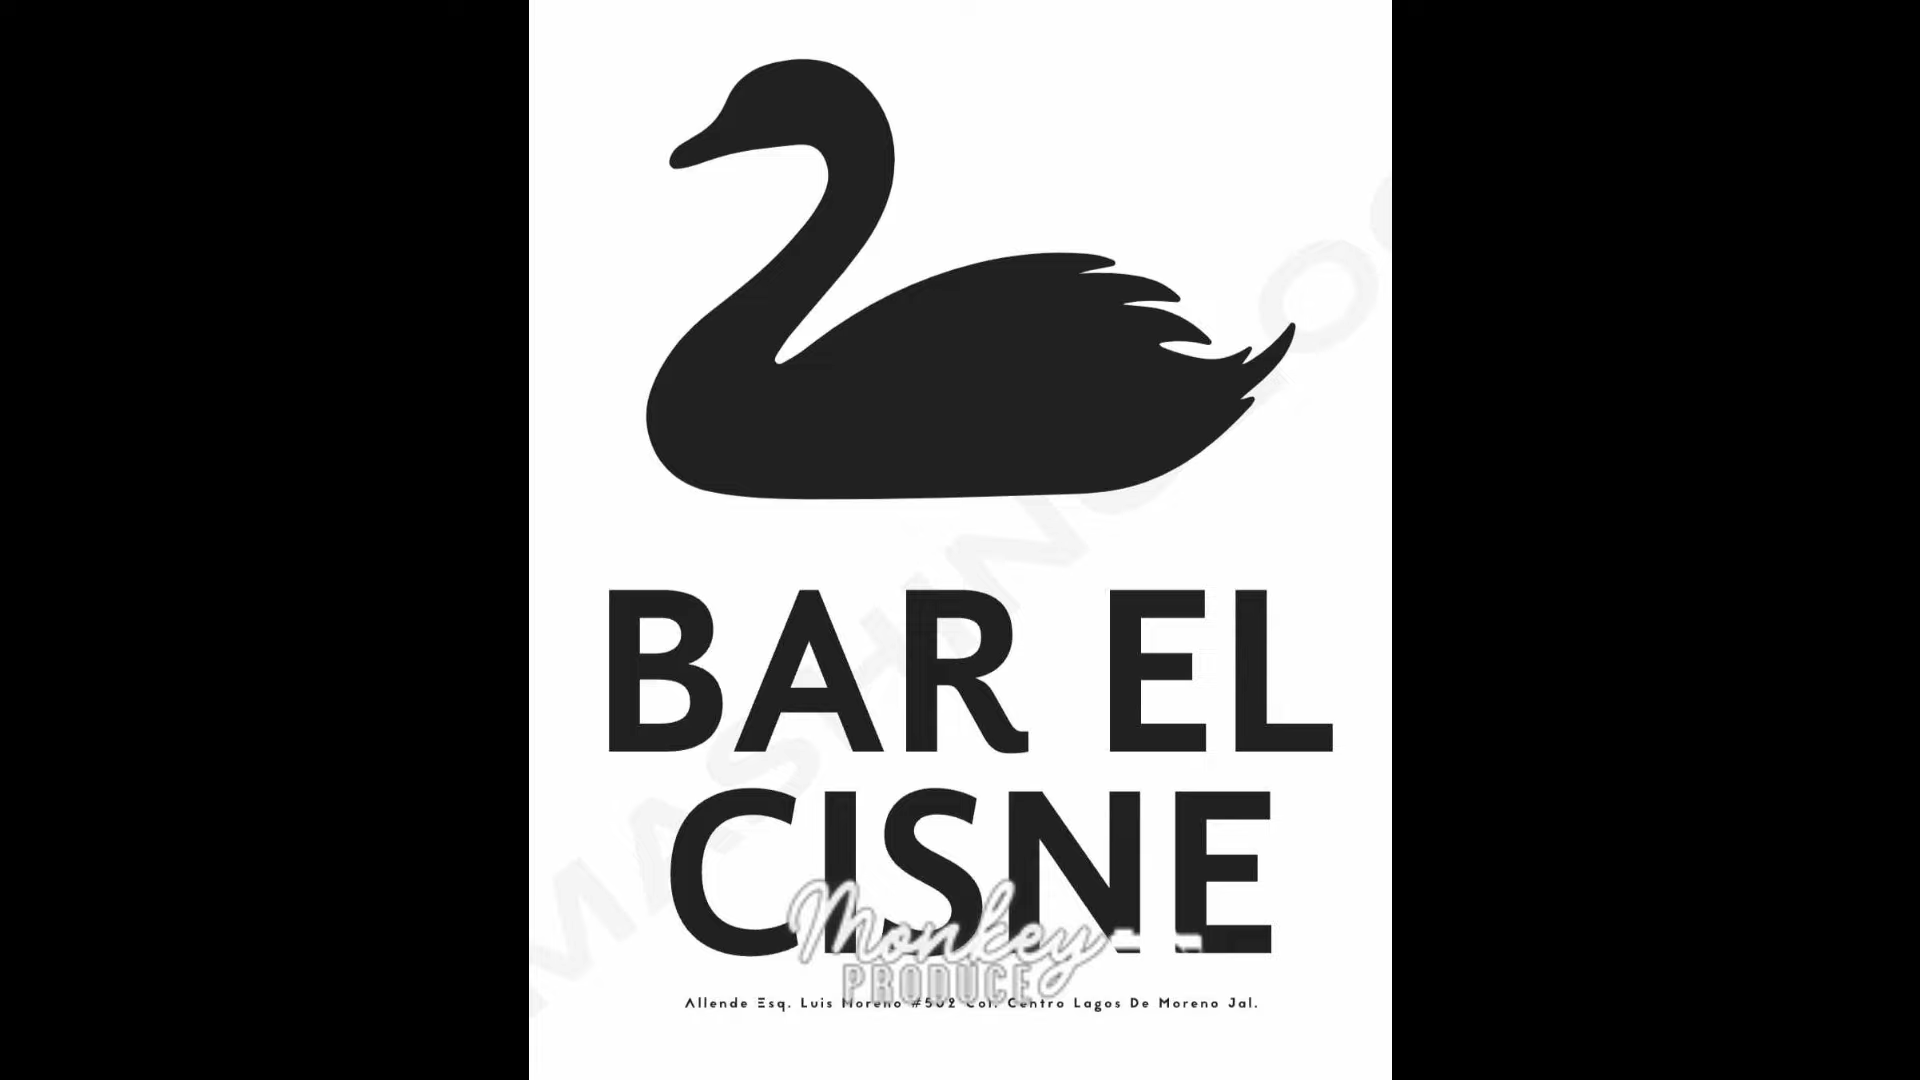 BAR EL
CISNE
Monkey
PRODUCE
Allende Esq. Luis Moreno #502 Col. Centro Lagos De Moreno Jal.